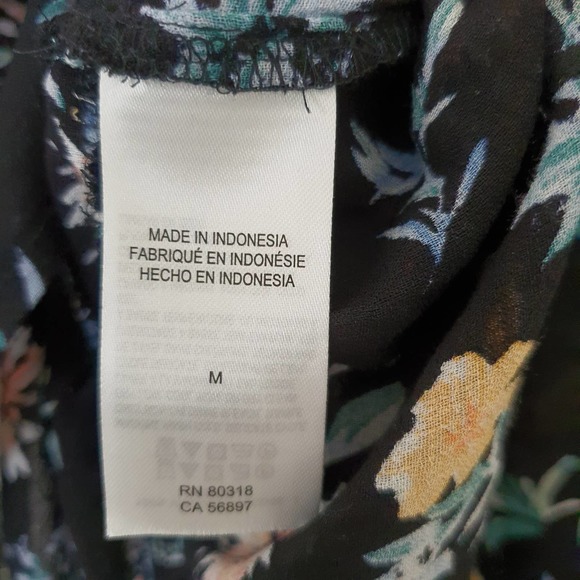 MADE IN INDONESIA
FABRIQUÉ EN INDONÉSIE
HECHO EN INDONESIA
M
RN 80318
CA 56897